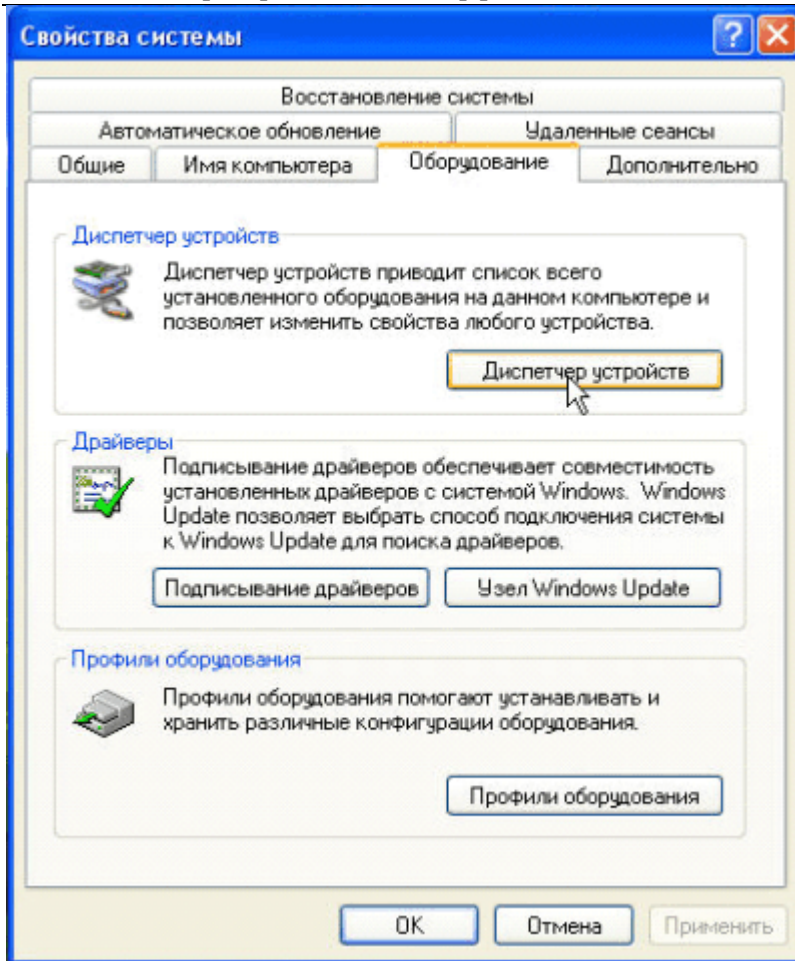 Свойства системы
Восстановление системы
Автоматическое обновление
Удаленные сеансы
Общие
Имя компьютера
Оборудование
Дополнительно
Диспетчер устройств
Диспетчер устройств приводит список всего
установленного оборудования на данном компьютере и
позволяет изменить свойства любого устройства.
Диспетчер устройств
Драйверы
Подписывание драйверов обеспечивает совместимость
установленных драйверов с системой Windows. Windows
Update позволяет выбрать способ подключения системы
к Windows Update для поиска драйверов.
Подписывание драйверов
Узел Windows Update
Профили оборудования
Профили оборудования помогают устанавливать и
хранить различные конфигурации оборудования.
Профили оборудования
OK
Отмена
Применить